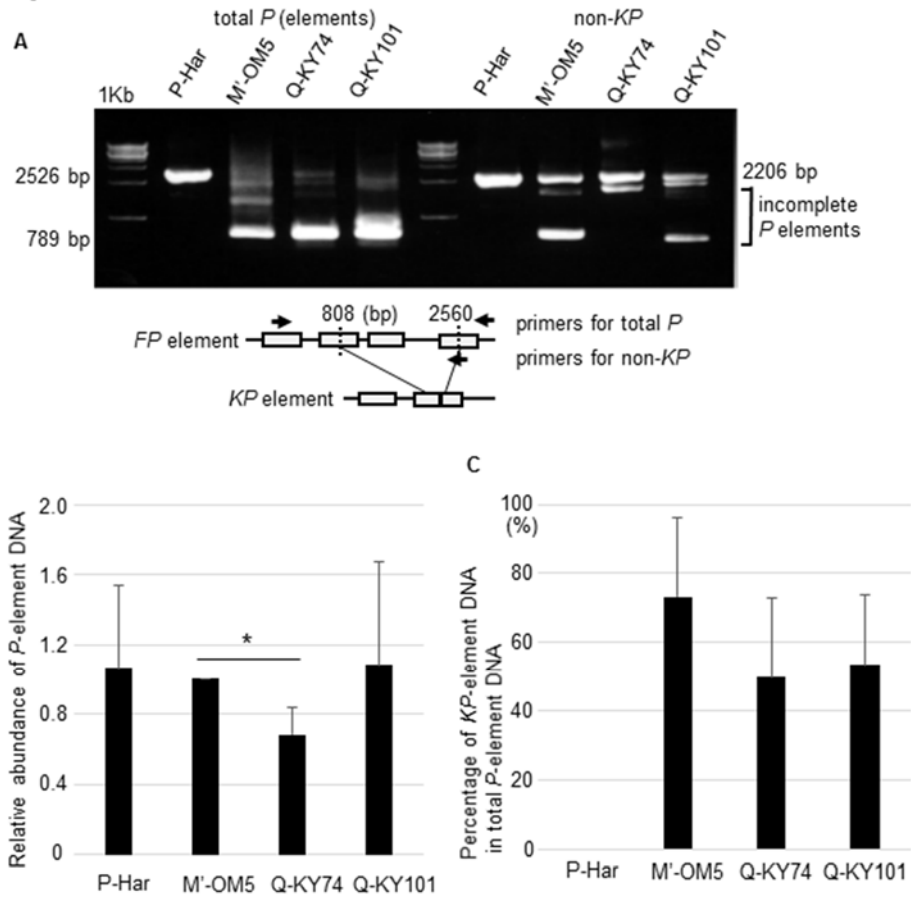 A
total P (elements)
non-KP
1Kb
P-Har
M'-OM5
Q-KY74
Q-KY101
P-Har
M'-OM5
Q-KY74
Q-KY101
2526 bp
789 bp
2206 bp
incomplete
P elements
808 (bp)
2560
primers for total P
FP element
primers for non-KP
KP element
Relative abundance of P-element DNA
2.0
1.6
1.2
0.8
0.4
0
*
P-Har
M'-OM5
Q-KY74
Q-KY101
C
Percentage of KP-element DNA
in total P-element DNA
100
(%)
80
60
40
20
0
P-Har
M'-OM5
Q-KY74
Q-KY101